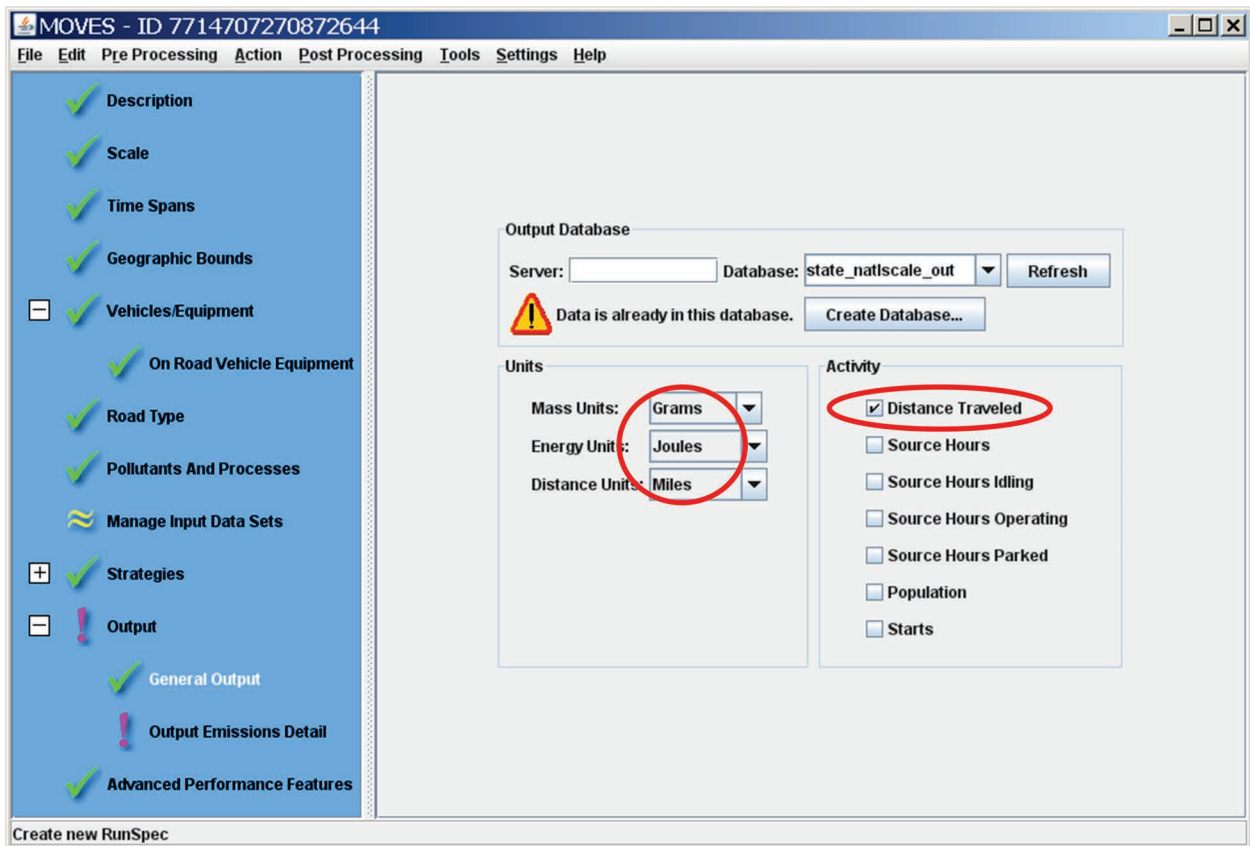 MOVES - ID 7714707270872644
File Edit Pre Processing Action Post Processing Tools Settings Help
Description
Scale
Time Spans
Geographic Bounds
Vehicles/Equipment
On Road Vehicle Equipment
Road Type
Pollutants And Processes
Manage Input Data Sets
Strategies
Output
General Output
Output Emissions Detail
Advanced Performance Features
Output Database
Server: Database: state_natlscale_out Refresh
Data is already in this database. Create Database...
Units
Mass Units: Grams
Energy Units: Joules
Distance Units: Miles
Activity
Distance Traveled
Source Hours
Source Hours Idling
Source Hours Operating
Source Hours Parked
Population
Starts
Create new RunSpec